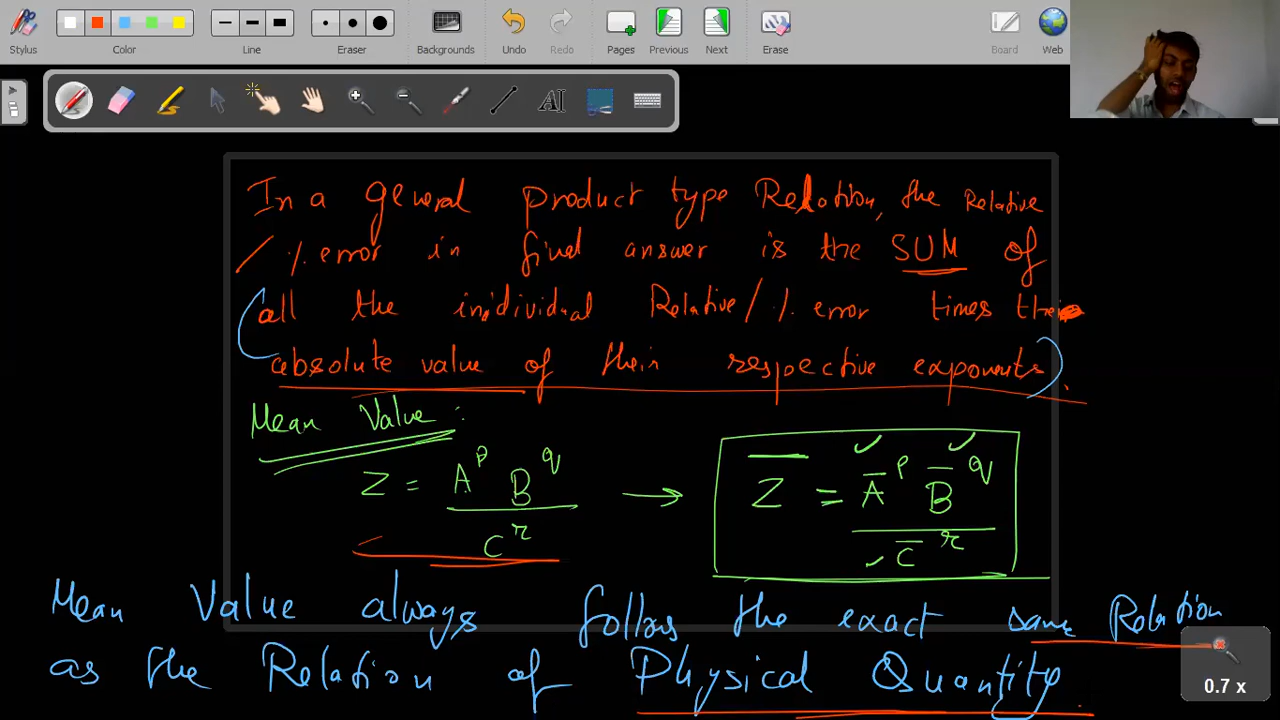 Stylus
Color
Line
Eraser
Backgrounds
Undo
Redo
Pages
Previous
Next
Erase
Board
Web
In a general product type Relation, the Relative
/ % error in final answer is the SUM of
(all the individual Relative / % error times their
absolute value of their respective exponents).
Mean Value :
Z = A^p B^q / C^r → Z̅ = A̅^p B̅^q / C̅^r
Mean Value always follows the exact same Relation
as the Relation of Physical Quantity
0.7 x